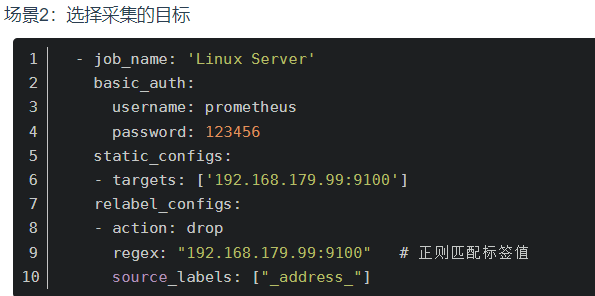 场景2：选择采集的目标
1 - job_name: 'Linux Server'
2 basic_auth:
3 username: prometheus
4 password: 123456
5 static_configs:
6 - targets: ['192.168.179.99:9100']
7 relabel_configs:
8 - action: drop
9 regex: "192.168.179.99:9100" # 正则匹配标签值
10 source_labels: ["_address_"]